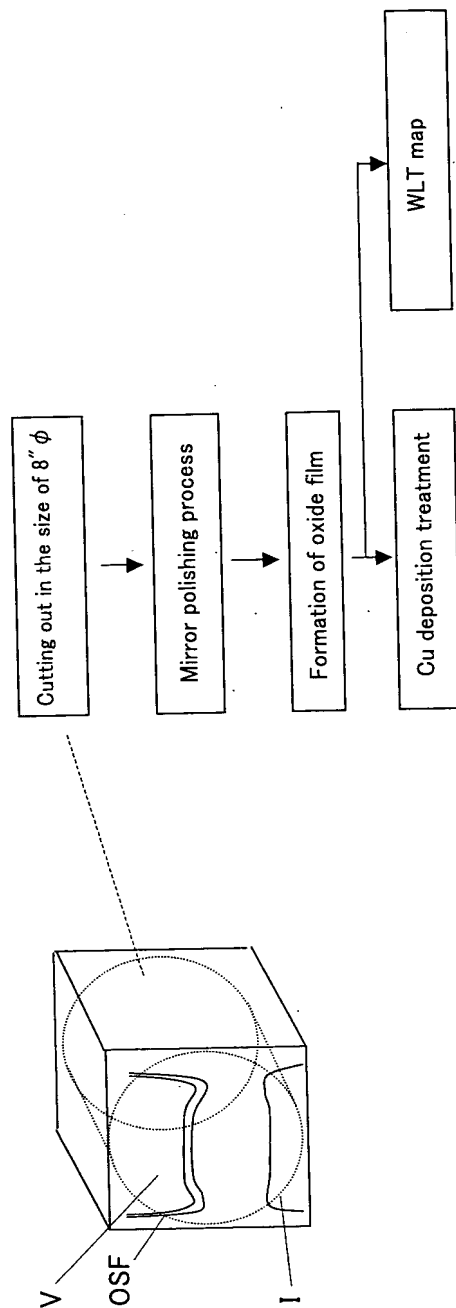 V
OSF
I
Cutting out in the size of 8" φ
Mirror polishing process
Formation of oxide film
Cu deposition treatment
WLT map